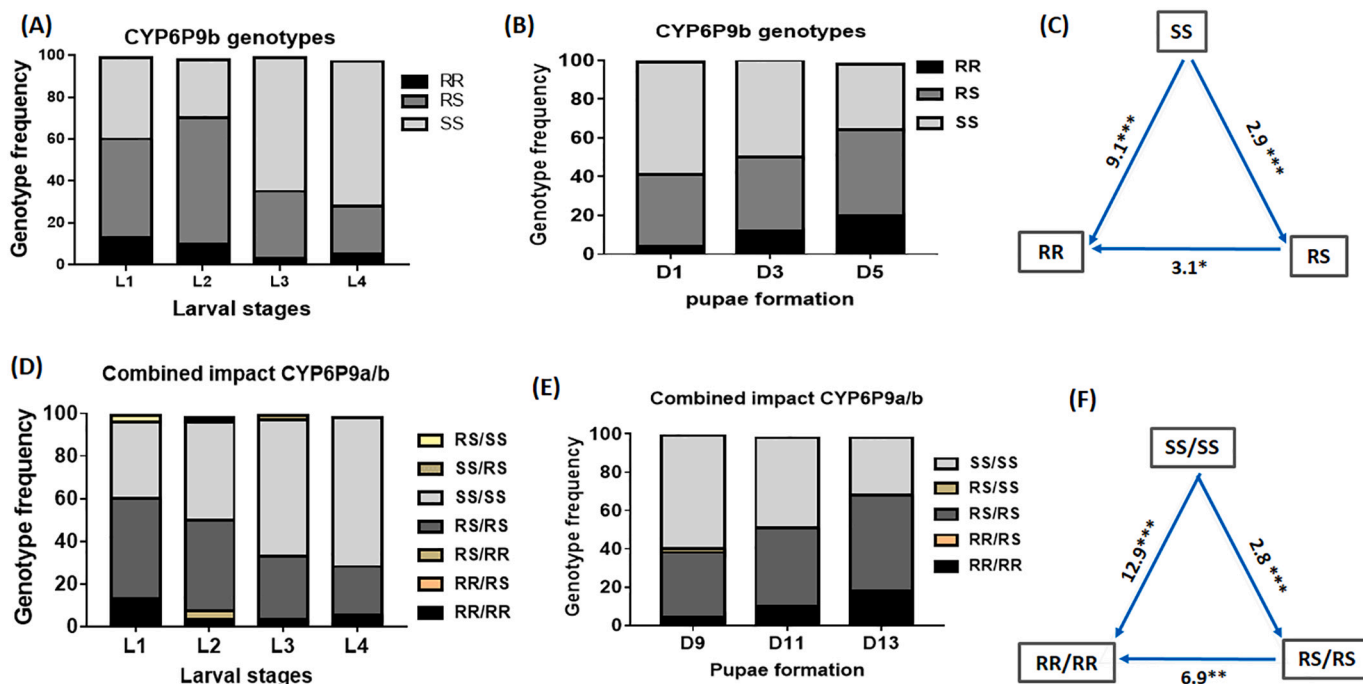 (A)
CYP6P9b genotypes
Genotype frequency
100
80
60
40
20
0
L1 L2 L3 L4
Larval stages
RR
RS
SS
(B)
CYP6P9b genotypes
Genotype frequency
100
80
60
40
20
0
D1 D3 D5
pupae formation
RR
RS
SS
(C)
SS
9.1***
2.9 ***
RR
RS
3.1*
(D)
Combined impact CYP6P9a/b
Genotype frequency
100
80
60
40
20
0
L1 L2 L3 L4
Larval stages
RS/SS
SS/RS
SS/SS
RS/RS
RS/RR
RR/RS
RR/RR
(E)
Combined impact CYP6P9a/b
Genotype frequency
100
80
60
40
20
0
D9 D11 D13
Pupae formation
SS/SS
RS/SS
RS/RS
RR/RS
RR/RR
(F)
SS/SS
12.9***
2.8 ***
RR/RR
RS/RS
6.9**